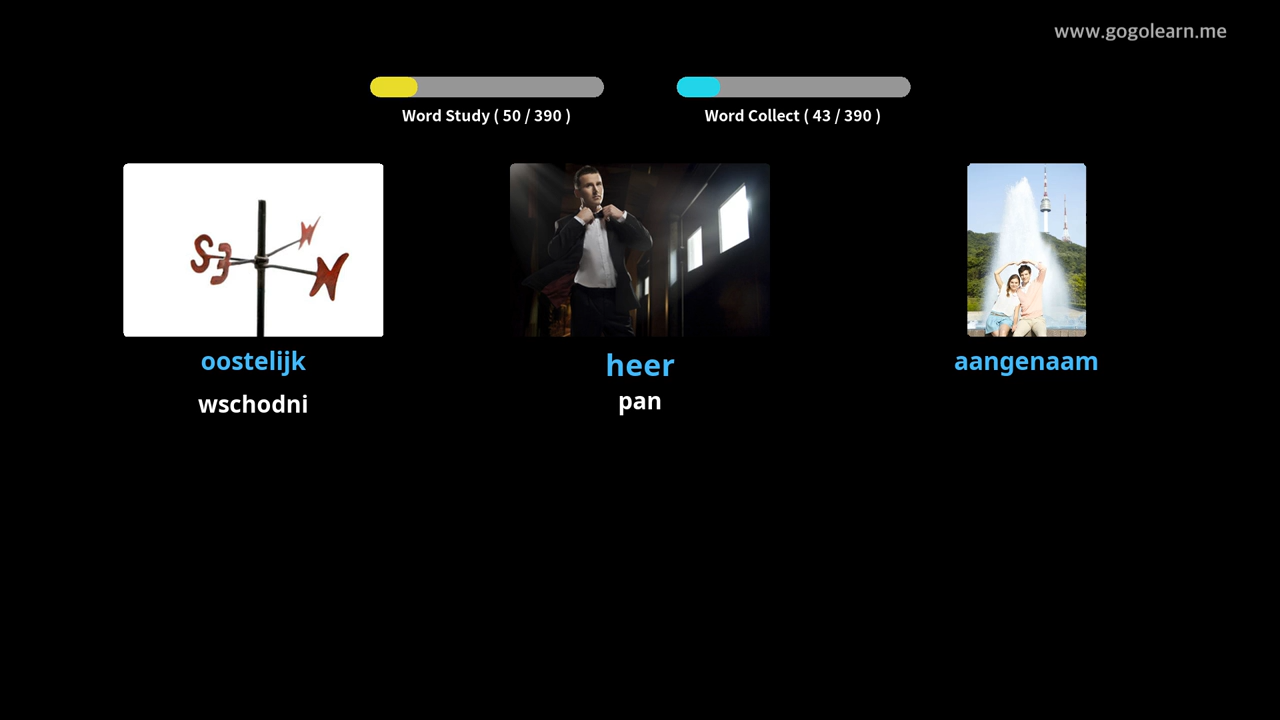 www.gogolearn.me
Word Study ( 50 / 390 )
Word Collect ( 43 / 390 )
S E W N
oostelijk
heer
aangenaam
wschodni
pan